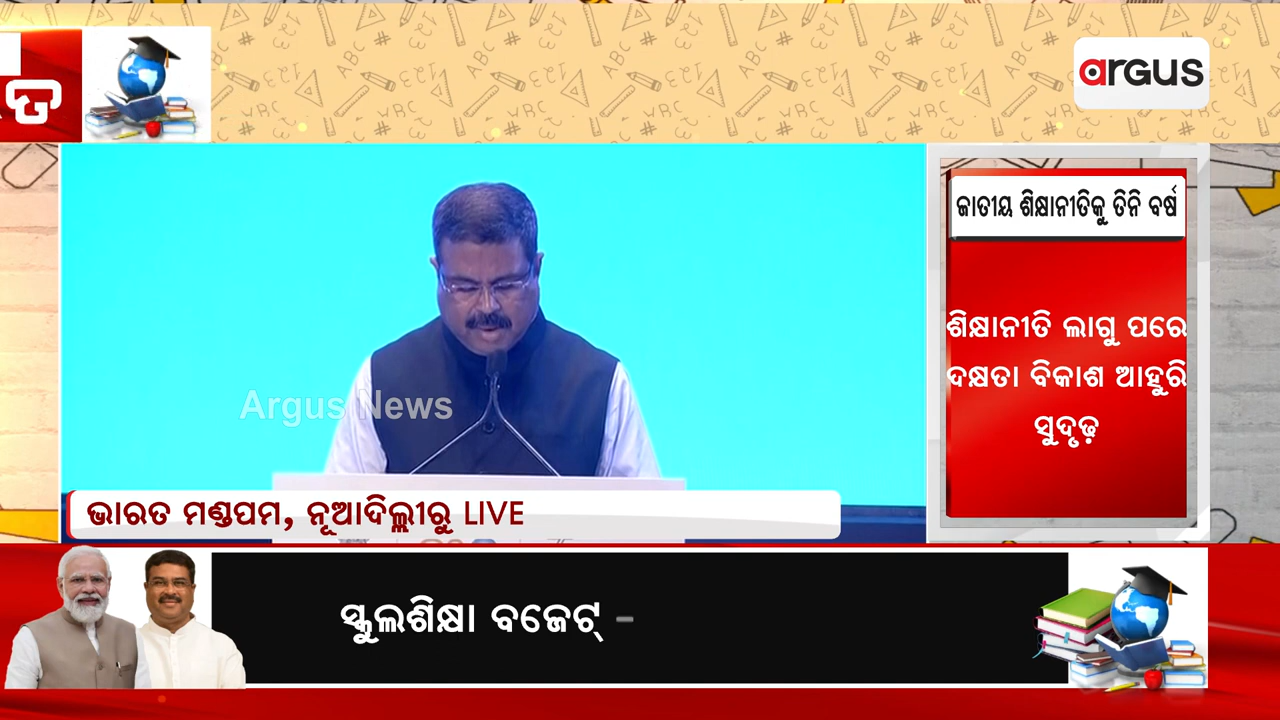 argus
ଜାତୀୟ ଶିକ୍ଷାନୀତିକୁ ତିନି ବର୍ଷ
ଶିକ୍ଷାନୀତି ଲାଗୁ ପରେ
ଦକ୍ଷତା ବିକାଶ ଆହୁରି
ସୁଦୃଢ଼
Argus News
ଭାରତ ମଣ୍ଡପମ, ନୂଆଦିଲ୍ଲୀରୁ LIVE
ସ୍କୁଲଶିକ୍ଷା ବଜେଟ୍ –